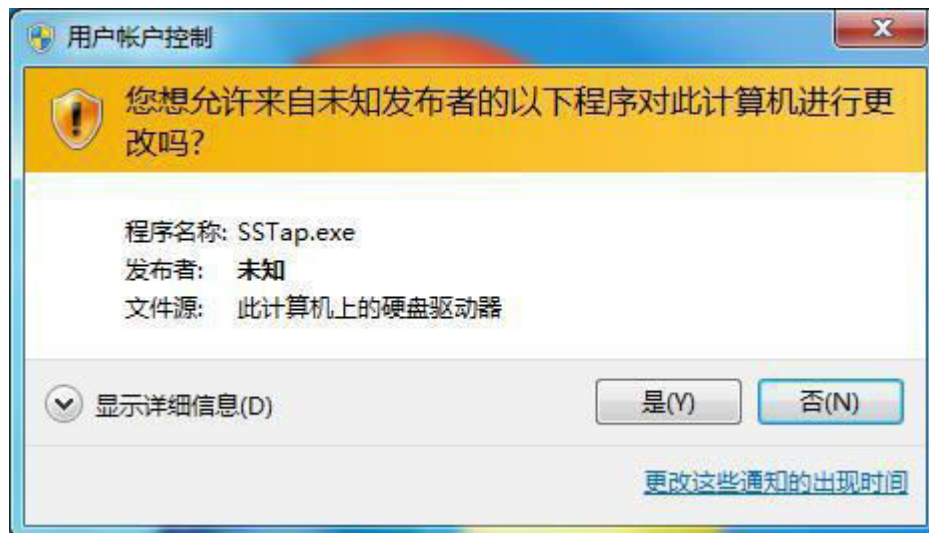 用户帐户控制
您想允许来自未知发布者的以下程序对此计算机进行更
改吗?
程序名称: SSTap.exe
发布者: 未知
文件源: 此计算机上的硬盘驱动器
显示详细信息(D)
是(Y)
否(N)
更改这些通知的出现时间